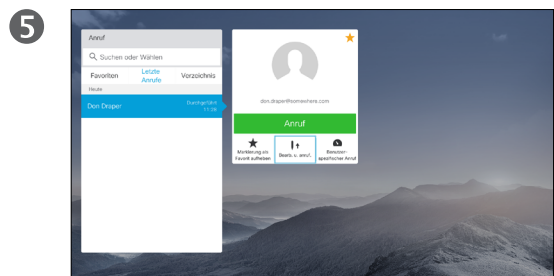 5
Anruf
Suchen oder Wählen
Favoriten
Letzte
Anrufe
Verzeichnis
Heute
Don Draper
Durchgeführt
11:09
don.draper@somewhere.com
Anruf
Markierung als
Favorit aufheben
Bearb. u. anruf.
Benutzer-
spezifischer Anruf